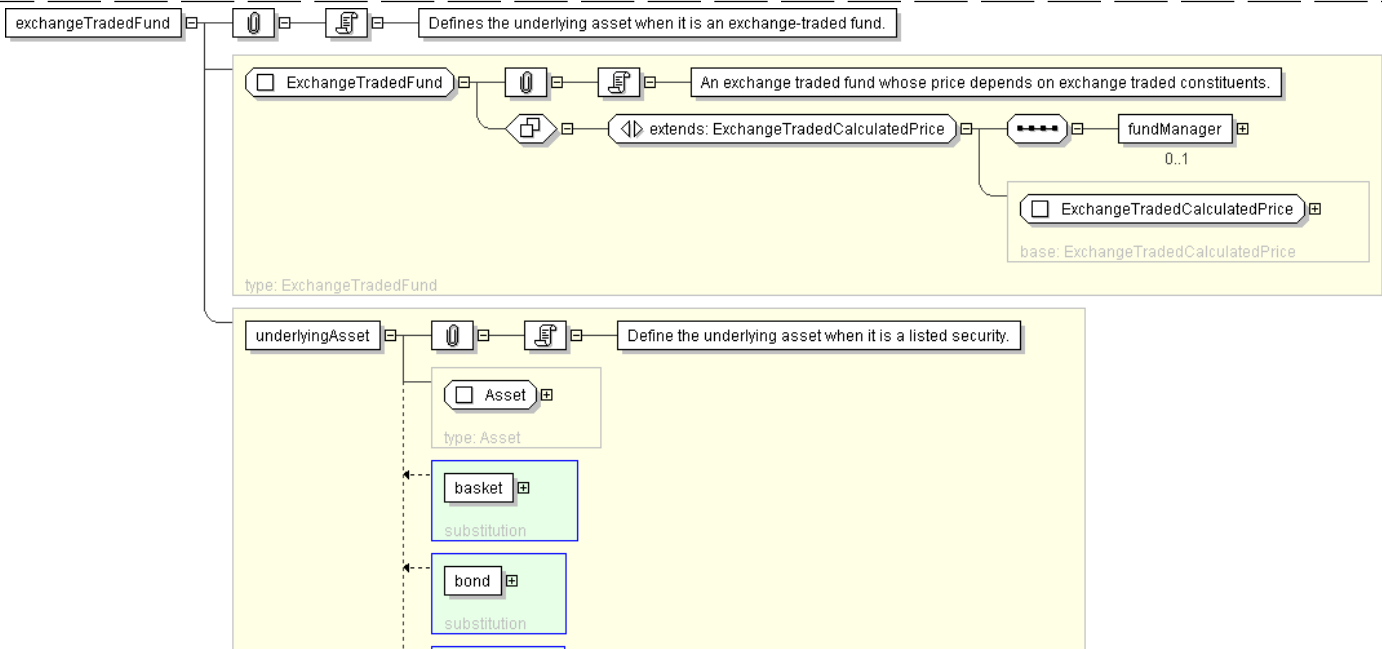 exchangeTradedFund
Defines the underlying asset when it is an exchange-traded fund.
ExchangeTradedFund
An exchange traded fund whose price depends on exchange traded constituents.
extends: ExchangeTradedCalculatedPrice
fundManager
0..1
ExchangeTradedCalculatedPrice
base: ExchangeTradedCalculatedPrice
type: ExchangeTradedFund
underlyingAsset
Define the underlying asset when it is a listed security.
Asset
type: Asset
basket
substitution
bond
substitution